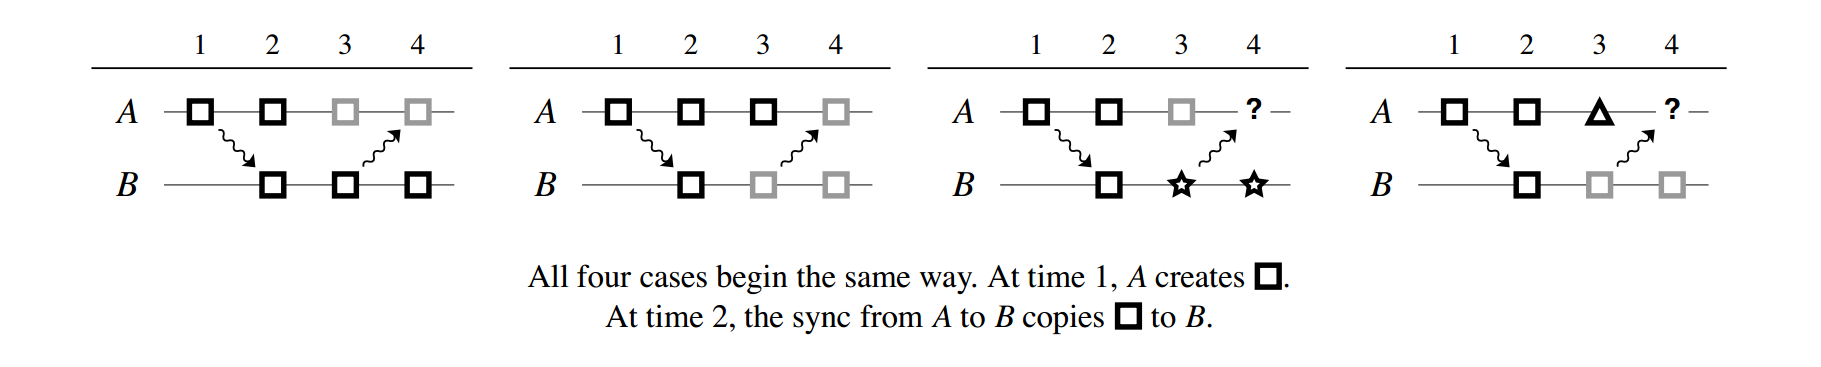 1 2 3 4 1 2 3 4 1 2 3 4 1 2 3 4
A A A ? A ?
B B B B
All four cases begin the same way. At time 1, A creates □.
At time 2, the sync from A to B copies □ to B.